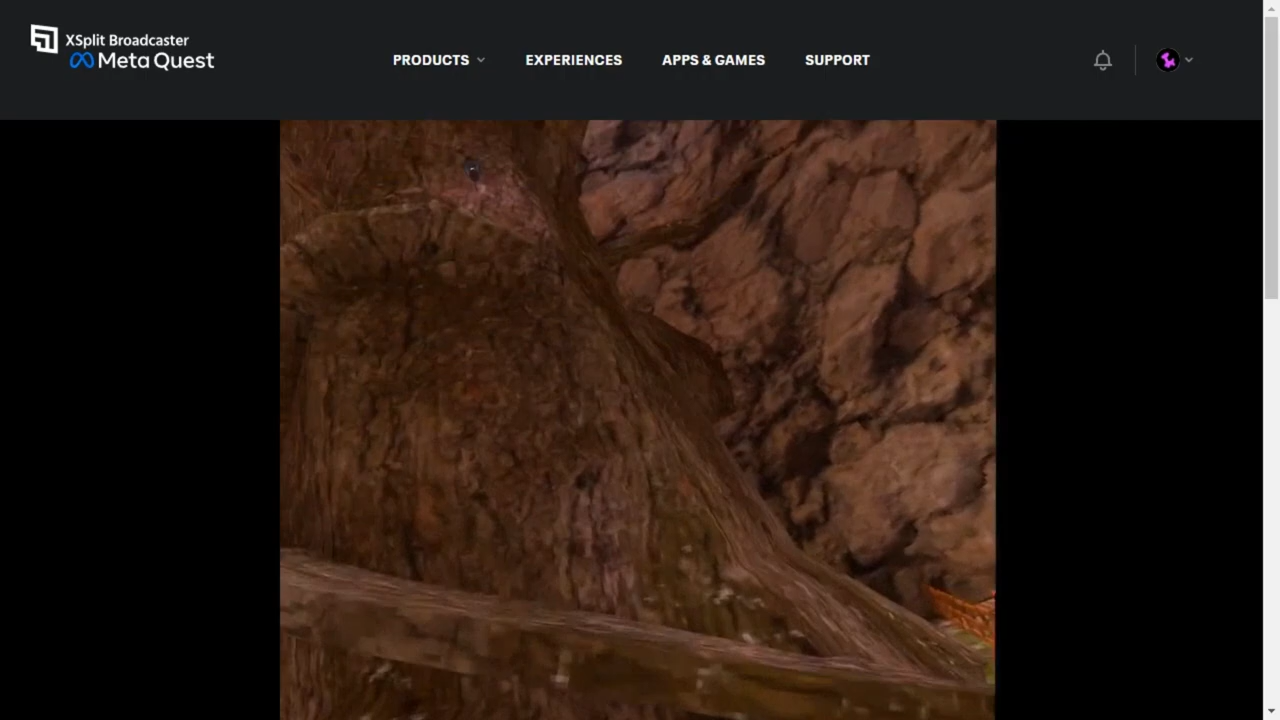 XSplit Broadcaster
Meta Quest
PRODUCTS
EXPERIENCES
APPS & GAMES
SUPPORT